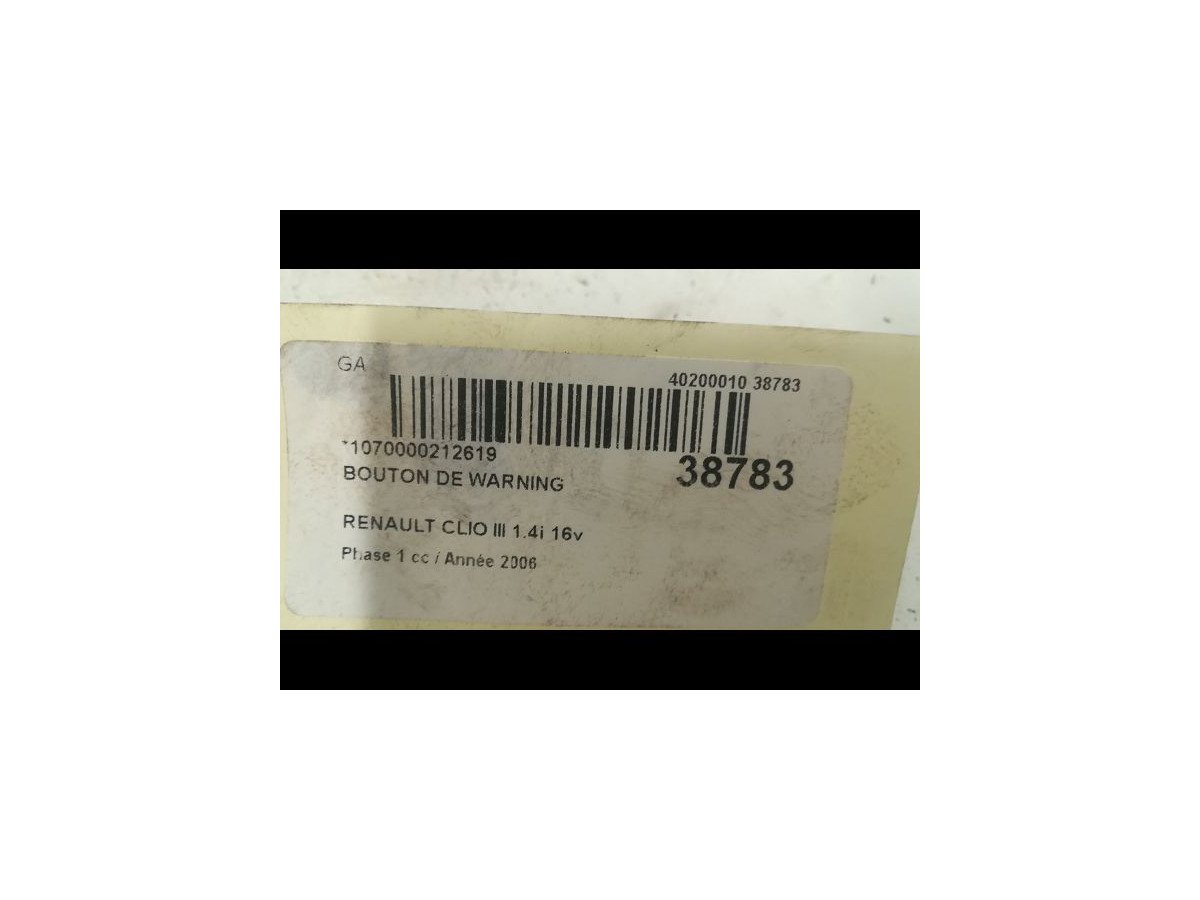 GA
40200010 38783
*1070000212619
38783
BOUTON DE WARNING
RENAULT CLIO III 1.4i 16v
Phase 1 cc / Année 2006